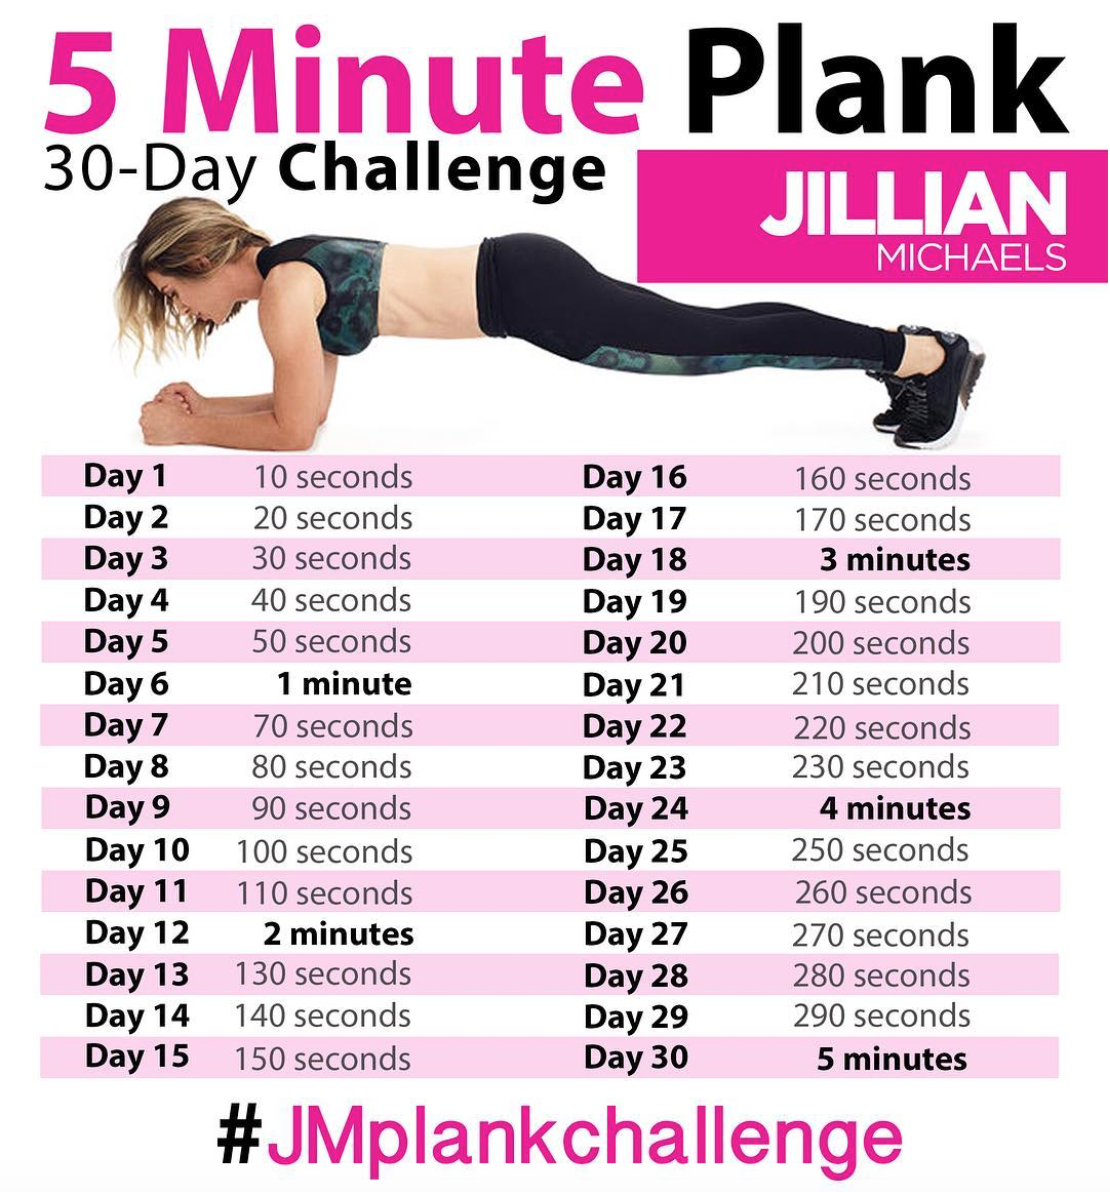 5 Minute Plank
30-Day Challenge
JILLIAN
MICHAELS
Day 1 10 seconds
Day 2 20 seconds
Day 3 30 seconds
Day 4 40 seconds
Day 5 50 seconds
Day 6 1 minute
Day 7 70 seconds
Day 8 80 seconds
Day 9 90 seconds
Day 10 100 seconds
Day 11 110 seconds
Day 12 2 minutes
Day 13 130 seconds
Day 14 140 seconds
Day 15 150 seconds
Day 16 160 seconds
Day 17 170 seconds
Day 18 3 minutes
Day 19 190 seconds
Day 20 200 seconds
Day 21 210 seconds
Day 22 220 seconds
Day 23 230 seconds
Day 24 4 minutes
Day 25 250 seconds
Day 26 260 seconds
Day 27 270 seconds
Day 28 280 seconds
Day 29 290 seconds
Day 30 5 minutes
#JMplankchallenge